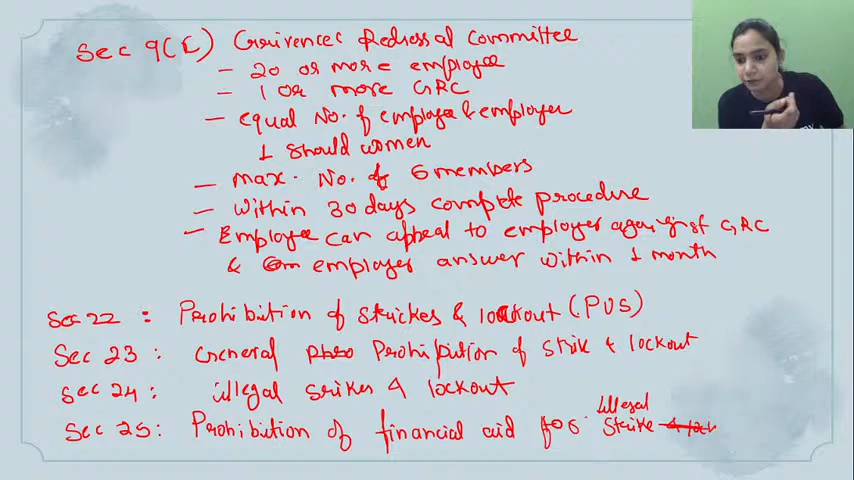 Sec 9(C) Grivences Redressal Committee
- 20 or more employee
- 1 or more GRC
- equal No. of employee & employer
1 should women
- max. No. of 6 members
- within 30 days complete procedure
- Employee can appeal to employer against GRC
& employer answer within 1 month
Sec 22 : Prohibition of strickes & lockout (PUS)
Sec 23 : General Prohibition of strik & lockout
Sec 24 : illegal strikes & lockout
Sec 25 : Prohibition of financial aid for illegal strike